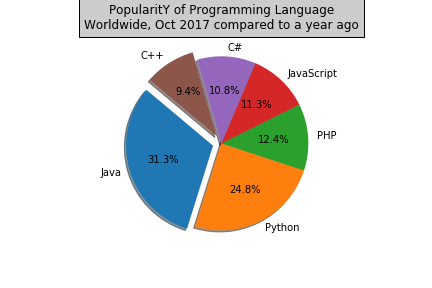 PopularitY of Programming Language
Worldwide, Oct 2017 compared to a year ago
C#
C++
JavaScript
9.4%
10.8%
11.3%
PHP
12.4%
31.3%
Java
24.8%
Python